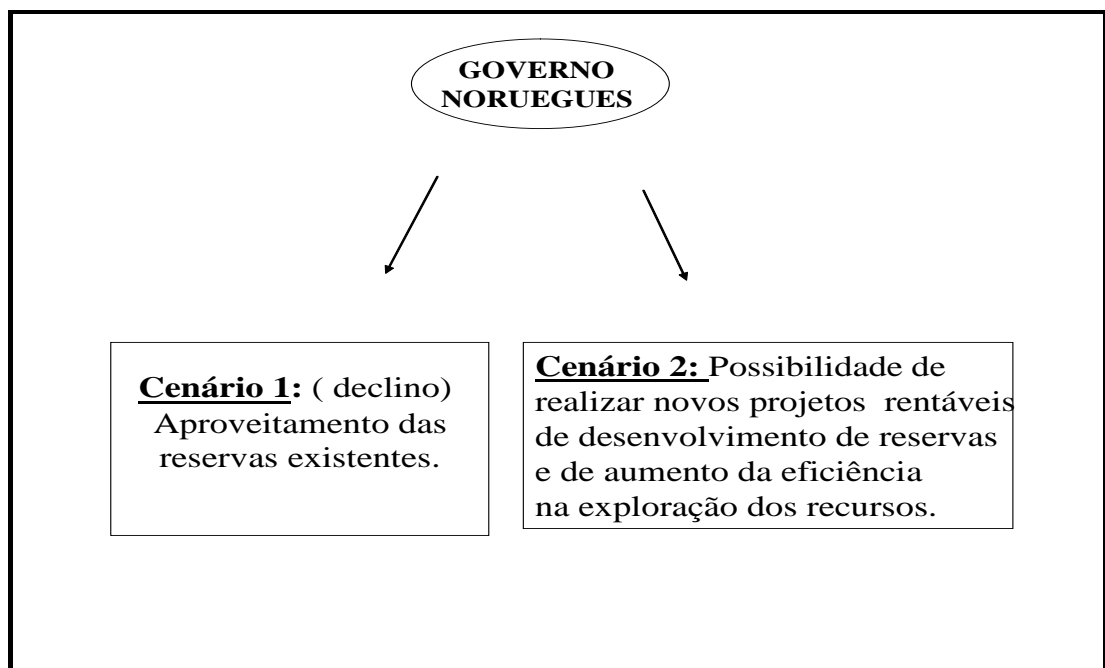 GOVERNO
NORUEGUES
Cenário 1: ( declino)
Aproveitamento das
reservas existentes.
Cenário 2: Possibilidade de
realizar novos projetos rentáveis
de desenvolvimento de reservas
e de aumento da eficiência
na exploração dos recursos.